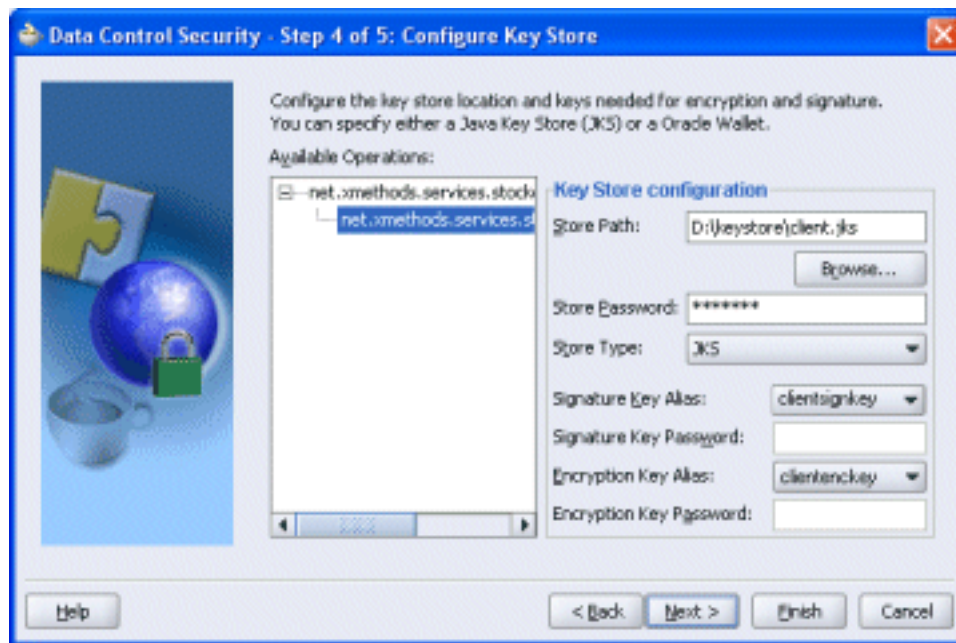 Data Control Security - Step 4 of 5: Configure Key Store
Configure the key store location and keys needed for encryption and signature.
You can specify either a Java Key Store (JKS) or a Oracle Wallet.
Available Operations:
net.xmethods.services.stock
net.xmethods.services.st
Key Store configuration
Store Path: D:\keystore\client.jks
Browse...
Store Password: *******
Store Type: JKS
Signature Key Alias: clientsignkey
Signature Key Password:
Encryption Key Alias: clientenckey
Encryption Key Password:
Help < Back Next > Finish Cancel